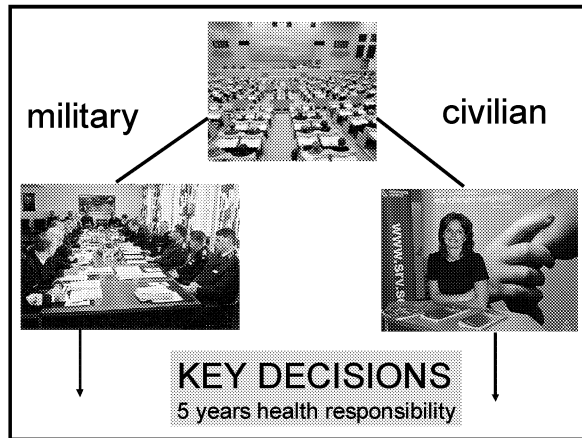 military
civilian
www.srv.se
KEY DECISIONS
5 years health responsibility